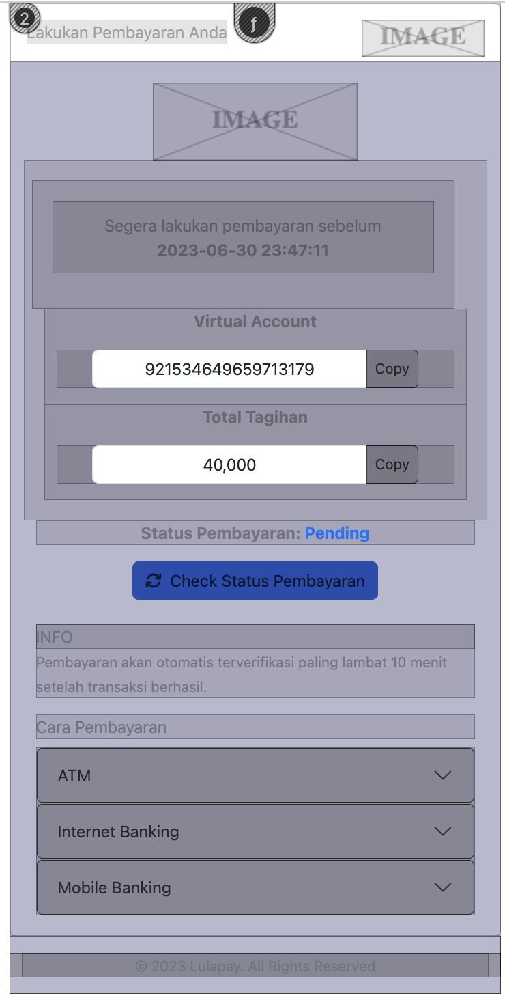 2
Lakukan Pembayaran Anda
f
IMAGE
IMAGE
Segera lakukan pembayaran sebelum
2023-06-30 23:47:11
Virtual Account
921534649659713179
Copy
Total Tagihan
40,000
Copy
Status Pembayaran: Pending
Check Status Pembayaran
INFO
Pembayaran akan otomatis terverifikasi paling lambat 10 menit
setelah transaksi berhasil.
Cara Pembayaran
ATM
Internet Banking
Mobile Banking
© 2023 Lulapay. All Rights Reserved